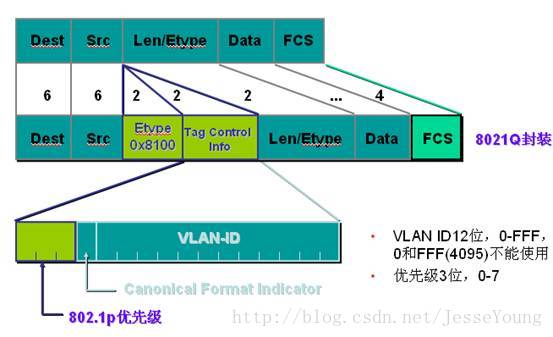 Dest Src Len/Etype Data FCS
6 6 2 2 2 ... 4
Dest Src Etype 0x8100 Tag Control Info Len/Etype Data FCS 8021Q封装
VLAN-ID
Canonical Format Indicator
802.1p优先级
• VLAN ID12位，0-FFF，
0和FFF(4095)不能使用
• 优先级3位，0-7
http://blog.csdn.net/JesseYoung